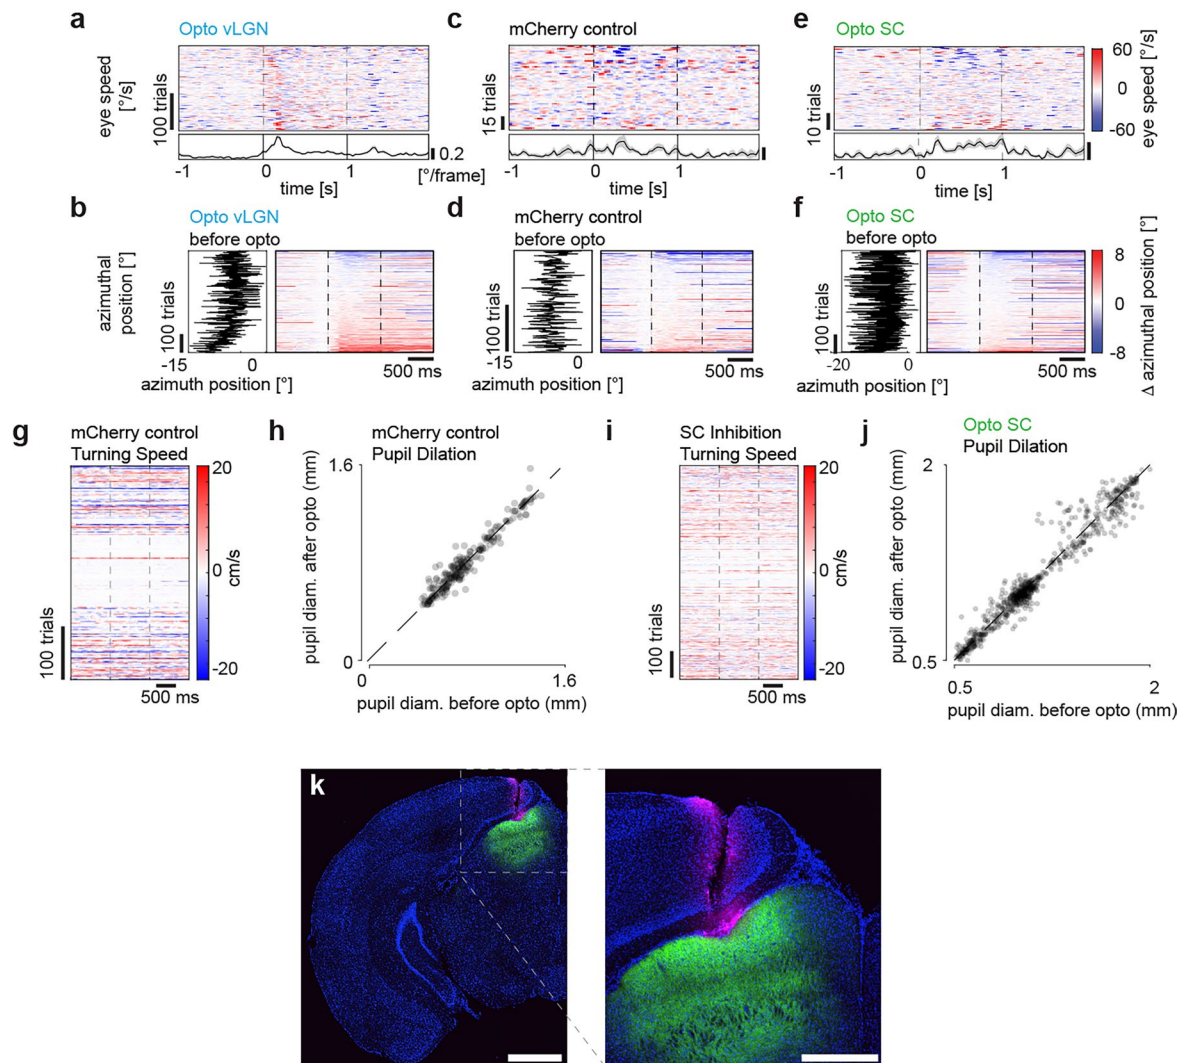 a
Opto vLGN
eye speed
[°/s]
100 trials
-1
0
1
0.2
[°/frame]
time [s]
c
mCherry control
15 trials
-1
0
1
time [s]
e
Opto SC
10 trials
-1
0
1
time [s]
60
0
-60
eye speed [°/s]
b
Opto vLGN
before opto
azimuthal
position [°]
100 trials
-15
0
azimuth position [°]
500 ms
d
mCherry control
before opto
100 trials
-15
0
azimuth position [°]
500 ms
f
Opto SC
before opto
100 trials
-20
0
azimuth position [°]
500 ms
8
0
-8
Δ azimuthal position [°]
g
mCherry control
Turning Speed
100 trials
500 ms
20
0
-20
cm/s
h
mCherry control
Pupil Dilation
pupil diam. after opto (mm)
1.6
0
0
1.6
pupil diam. before opto (mm)
i
SC Inhibition
Turning Speed
100 trials
500 ms
20
0
-20
cm/s
j
Opto SC
Pupil Dilation
pupil diam. after opto (mm)
2
0.5
0.5
2
pupil diam. before opto (mm)
k